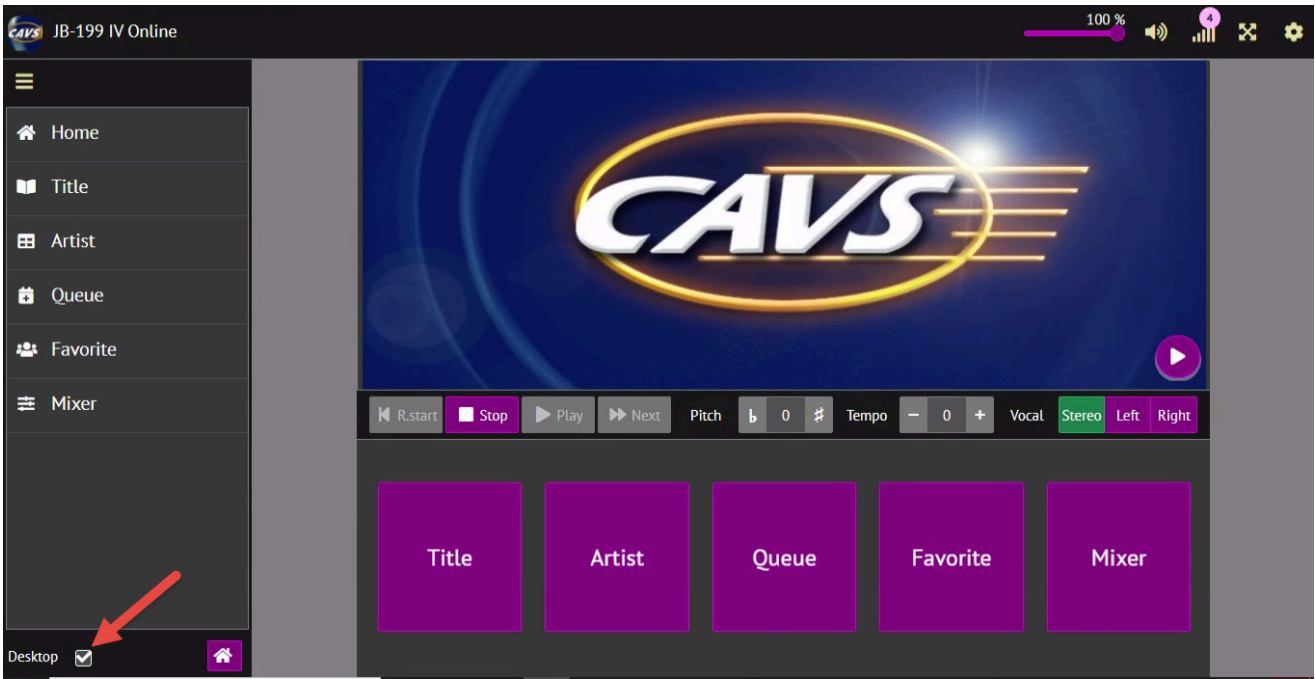 CAVS JB-199 IV Online 100 % 4
Home
Title
Artist
Queue
Favorite
Mixer
Desktop
CAVS
R.start Stop Play Next Pitch ♭ 0 ♯ Tempo − 0 + Vocal Stereo Left Right
Title Artist Queue Favorite Mixer